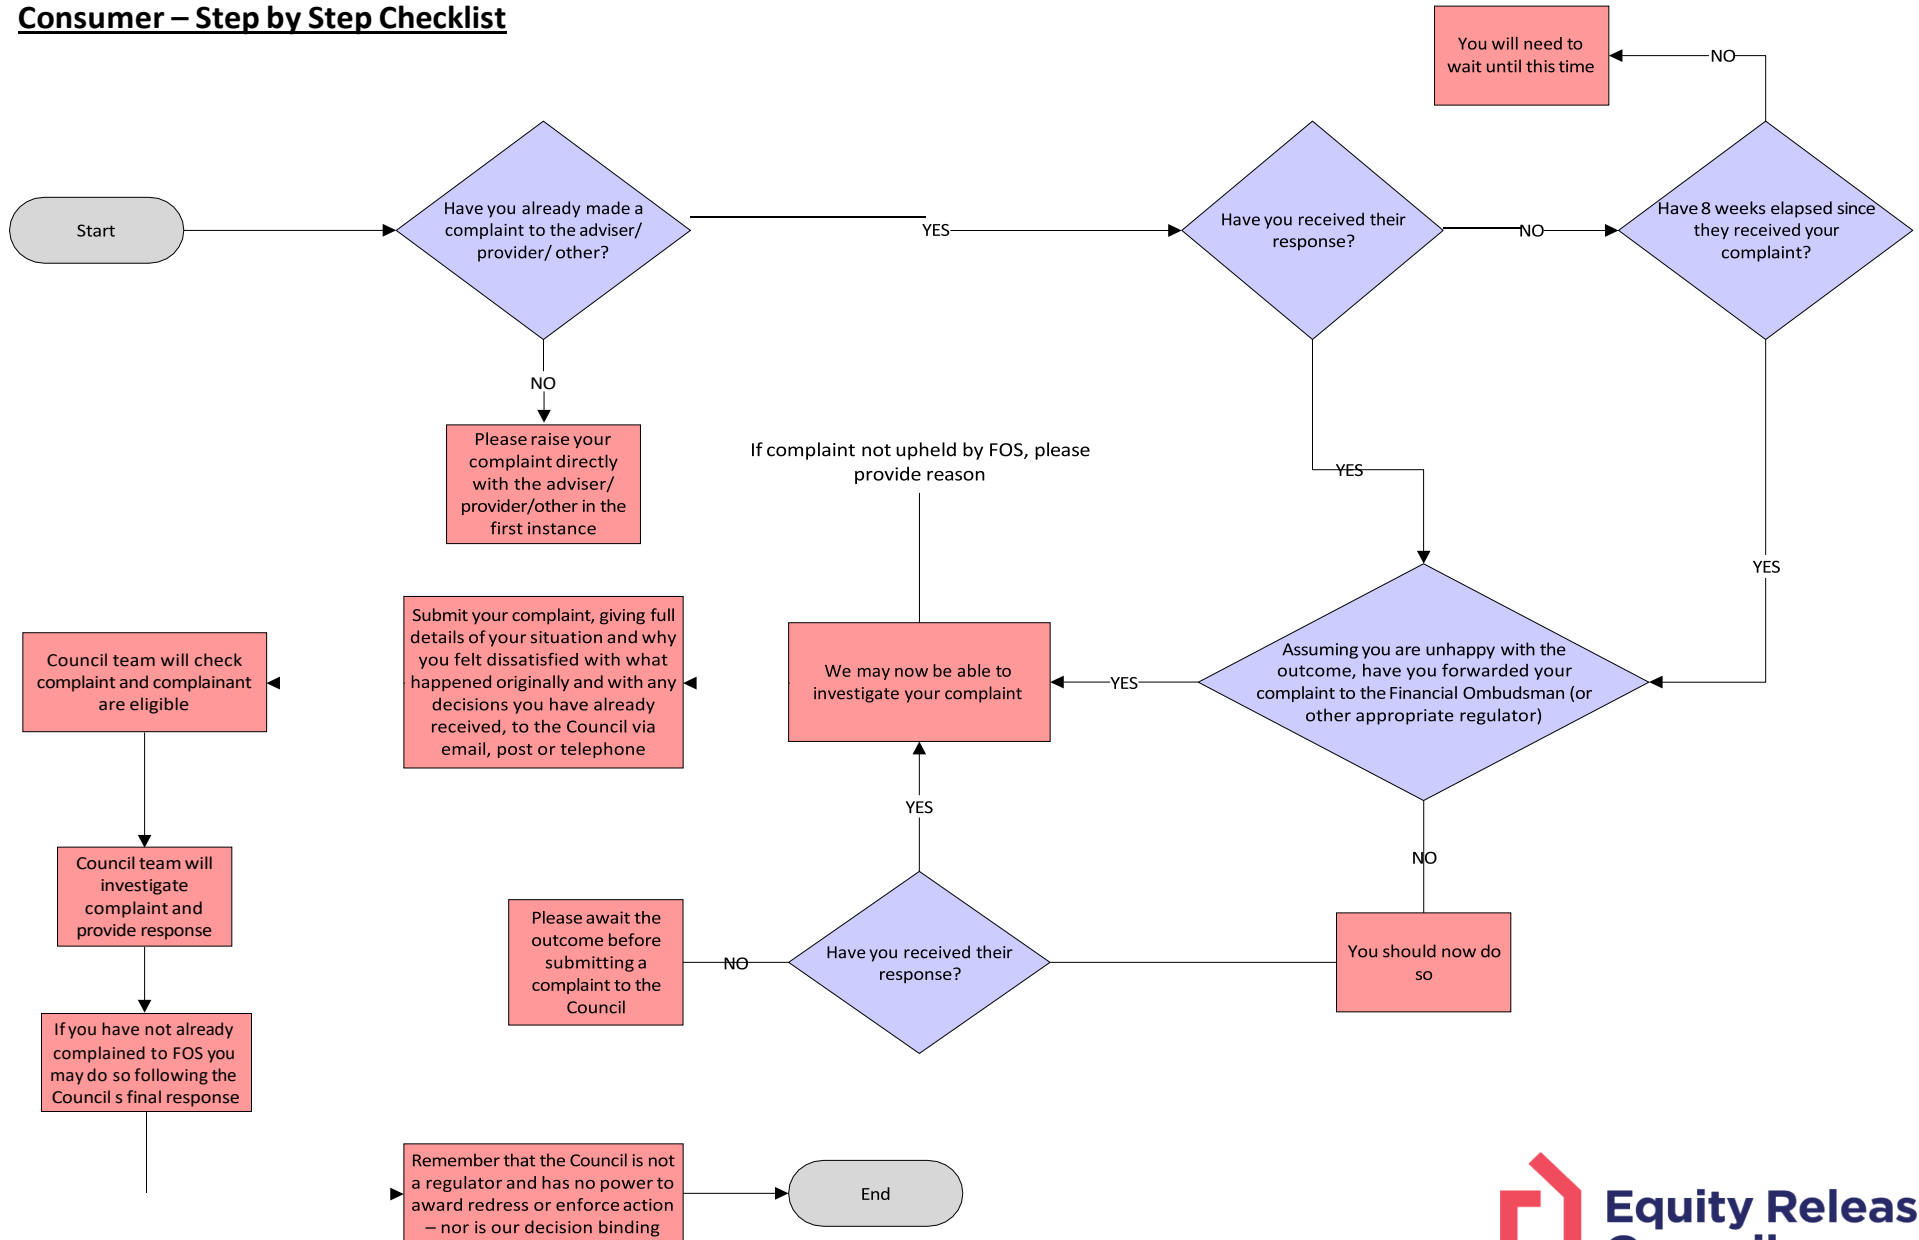 Consumer – Step by Step Checklist
You will need to
wait until this time
NO
Start
Have you already made a
complaint to the adviser/
provider/ other?
YES
Have you received their
response?
NO
Have 8 weeks elapsed since
they received your
complaint?
NO
Please raise your
complaint directly
with the adviser/
provider/other in the
first instance
If complaint not upheld by FOS, please
provide reason
YES
YES
Council team will check
complaint and complainant
are eligible
Submit your complaint, giving full
details of your situation and why
you felt dissatisfied with what
happened originally and with any
decisions you have already
received, to the Council via
email, post or telephone
We may now be able to
investigate your complaint
YES
Assuming you are unhappy with the
outcome, have you forwarded your
complaint to the Financial Ombudsman (or
other appropriate regulator)
YES
NO
Council team will
investigate
complaint and
provide response
Please await the
outcome before
submitting a
complaint to the
Council
NO
Have you received their
response?
You should now do
so
If you have not already
complained to FOS you
may do so following the
Council s final response
Remember that the Council is not
a regulator and has no power to
award redress or enforce action
– nor is our decision binding
End
Equity Releas